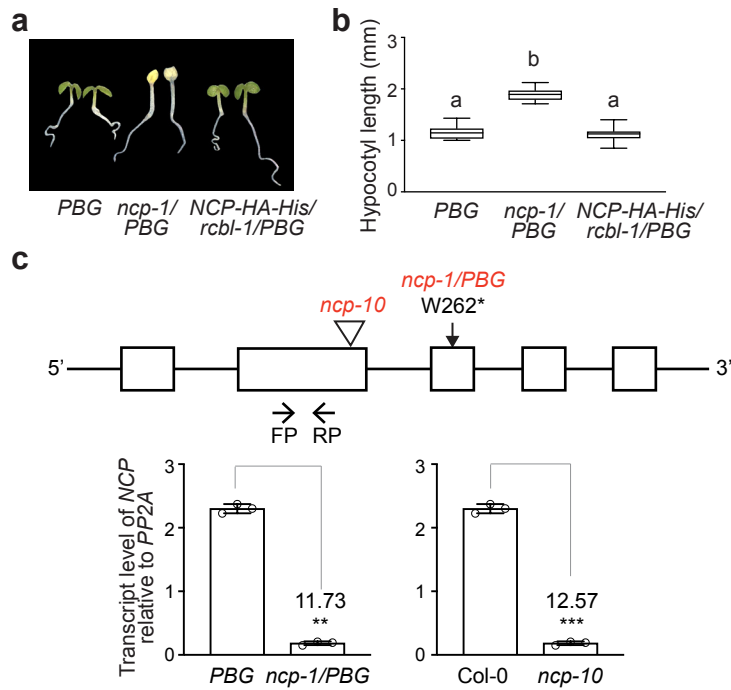 a
PBG
ncp-1/
PBG
NCP-HA-His/
rcbl-1/PBG
b
Hypocotyl length (mm)
3
2
1
0
a
b
a
PBG
ncp-1/
PBG
NCP-HA-His/
rcbl-1/PBG
c
ncp-10
ncp-1/PBG
W262*
5’
3’
FP
RP
Transcript level of NCP
relative to PP2A
3
2
1
0
11.73
**
PBG
ncp-1/PBG
3
2
1
0
12.57
***
Col-0
ncp-10